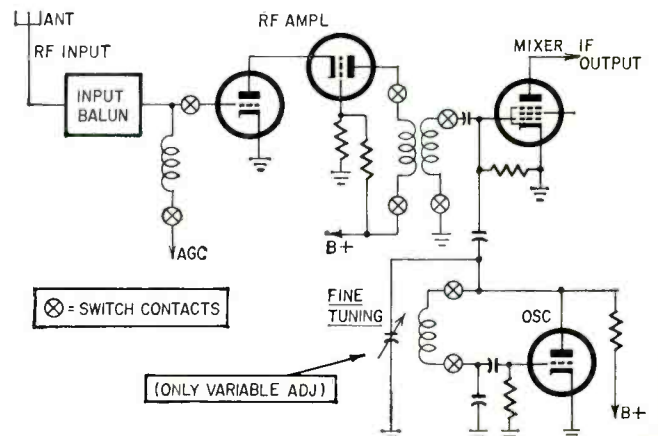 ANT
RF INPUT
INPUT
BALUN
RF AMPL
MIXER
IF
OUTPUT
AGC
B+
⊗ = SWITCH CONTACTS
FINE
TUNING
OSC
(ONLY VARIABLE ADJ)
B+